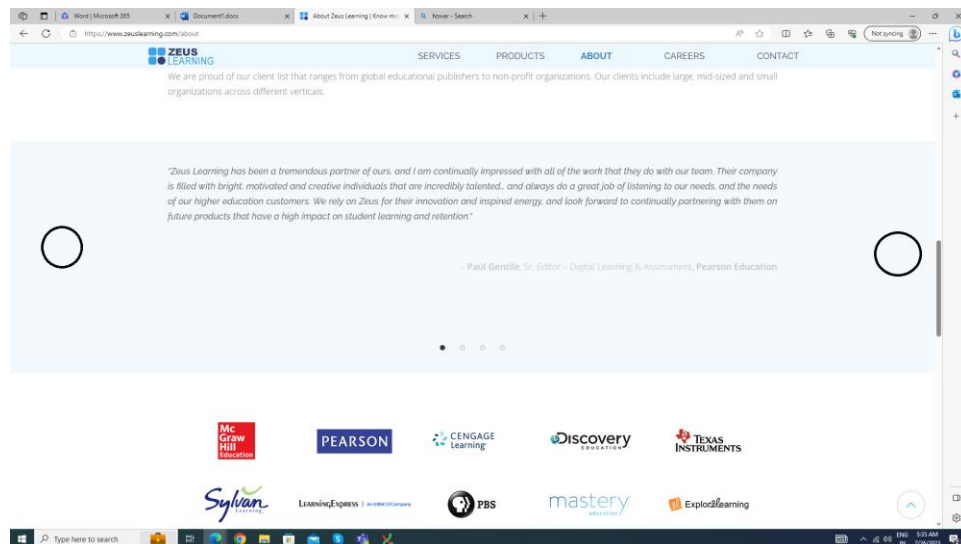 Word | Microsoft 365
Document1.docx
About Zeus Learning | Know mor
hover - Search
https://www.zeuslearning.com/about
Not syncing
ZEUS
LEARNING
SERVICES PRODUCTS ABOUT CAREERS CONTACT
We are proud of our client list that ranges from global educational publishers to non-profit organizations. Our clients include large, mid-sized and small
organizations across different verticals.
"Zeus Learning has been a tremendous partner of ours, and I am continually impressed with all of the work that they do with our team. Their company
is filled with bright, motivated and creative individuals that are incredibly talented... and always do a great job of listening to our needs, and the needs
of our higher education customers. We rely on Zeus for their innovation and inspired energy, and look forward to continually partnering with them on
future products that have a high impact on student learning and retention."
- Paul Gentile, Sr. Editor – Digital Learning & Assessment, Pearson Education
Mc
Graw
Hill
Education
PEARSON
CENGAGE
Learning
DISCOVERY
EDUCATION
TEXAS
INSTRUMENTS
Sylvan
Learning
LEARNINGEXPRESS An EBSCO Company
PBS
mastery
education
ExploreLearning
Type here to search
ENG 5:35 AM
IN 7/26/2023